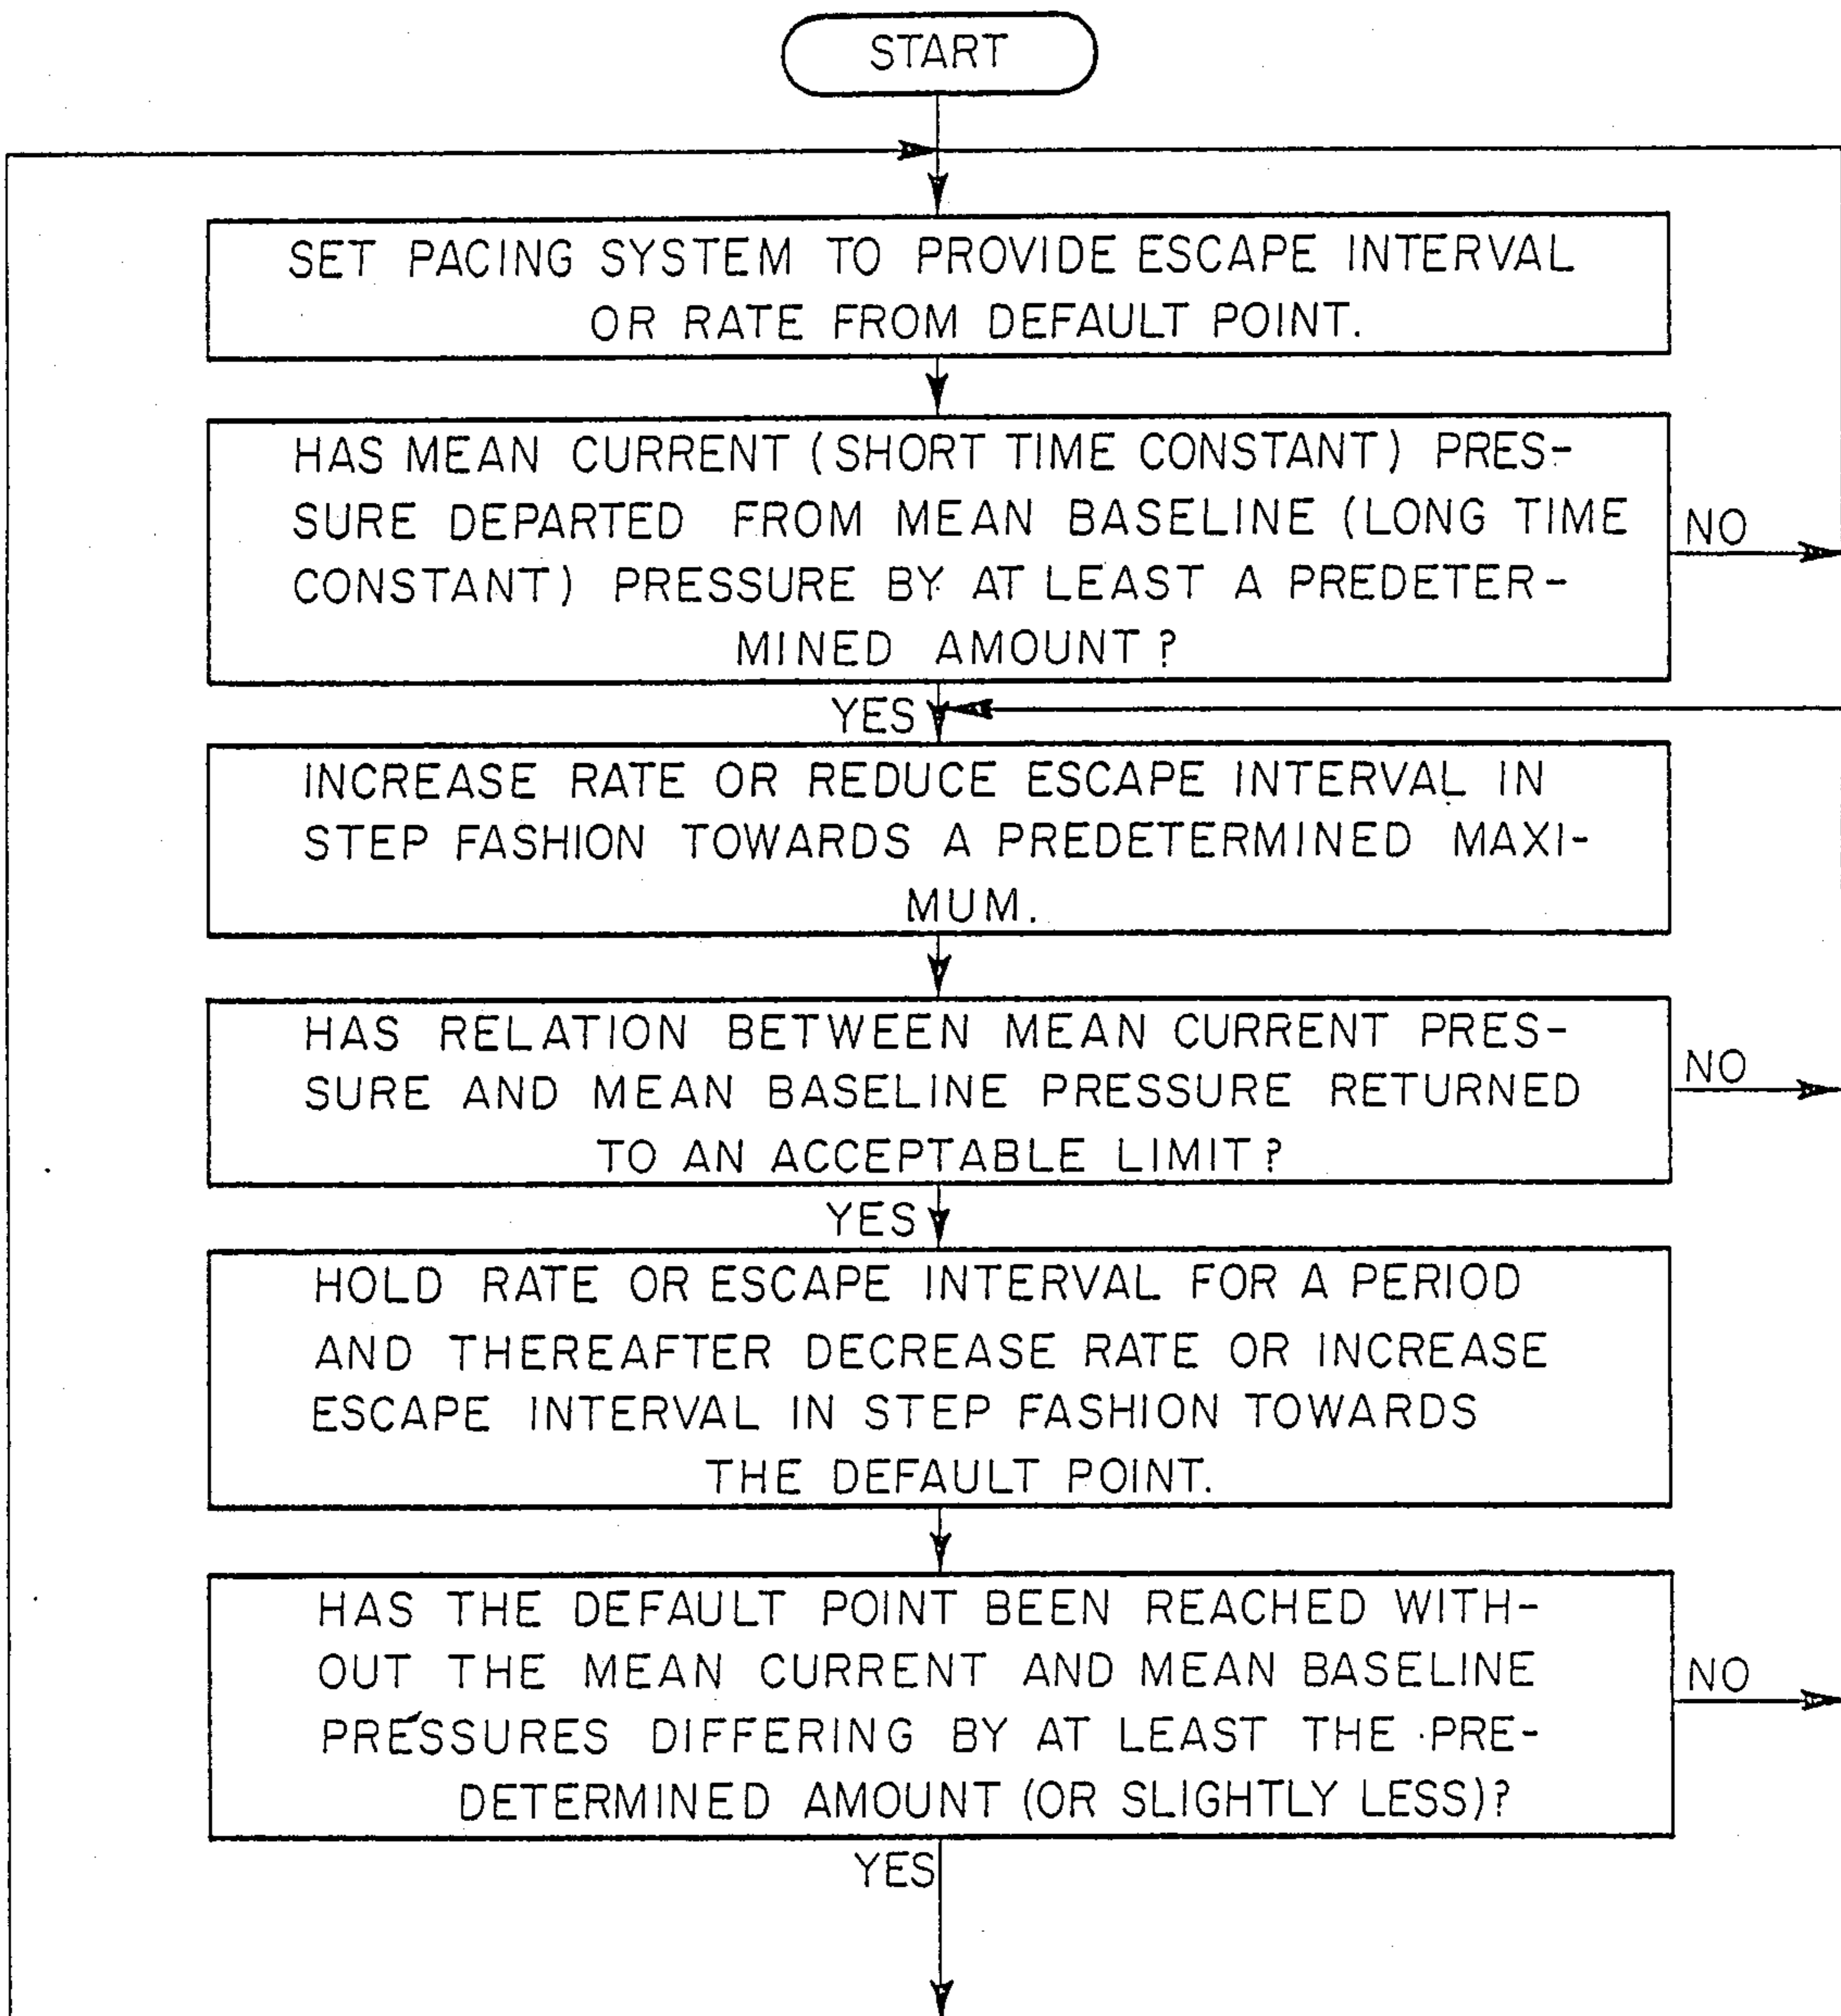 START
SET PACING SYSTEM TO PROVIDE ESCAPE INTERVAL
OR RATE FROM DEFAULT POINT.
HAS MEAN CURRENT (SHORT TIME CONSTANT) PRES-
SURE DEPARTED FROM MEAN BASELINE (LONG TIME
CONSTANT) PRESSURE BY AT LEAST A PREDETER-
MINED AMOUNT?
NO
YES
INCREASE RATE OR REDUCE ESCAPE INTERVAL IN
STEP FASHION TOWARDS A PREDETERMINED MAXI-
MUM.
HAS RELATION BETWEEN MEAN CURRENT PRES-
SURE AND MEAN BASELINE PRESSURE RETURNED
TO AN ACCEPTABLE LIMIT?
NO
YES
HOLD RATE OR ESCAPE INTERVAL FOR A PERIOD
AND THEREAFTER DECREASE RATE OR INCREASE
ESCAPE INTERVAL IN STEP FASHION TOWARDS
THE DEFAULT POINT.
HAS THE DEFAULT POINT BEEN REACHED WITH-
OUT THE MEAN CURRENT AND MEAN BASELINE
PRESSURES DIFFERING BY AT LEAST THE PRE-
DETERMINED AMOUNT (OR SLIGHTLY LESS)?
NO
YES